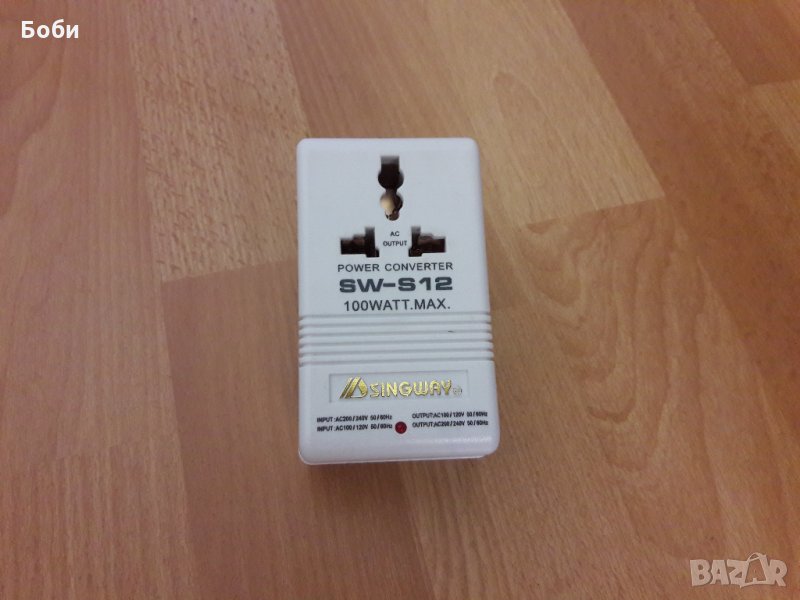 Боби
AC
OUTPUT
POWER CONVERTER
SW-S12
100WATT.MAX.
SINGWAY
INPUT:AC200/240V 50/60Hz OUTPUT:AC100/120V 50/60Hz
INPUT:AC100/120V 50/60Hz OUTPUT:AC200/240V 50/60Hz
BAZAR